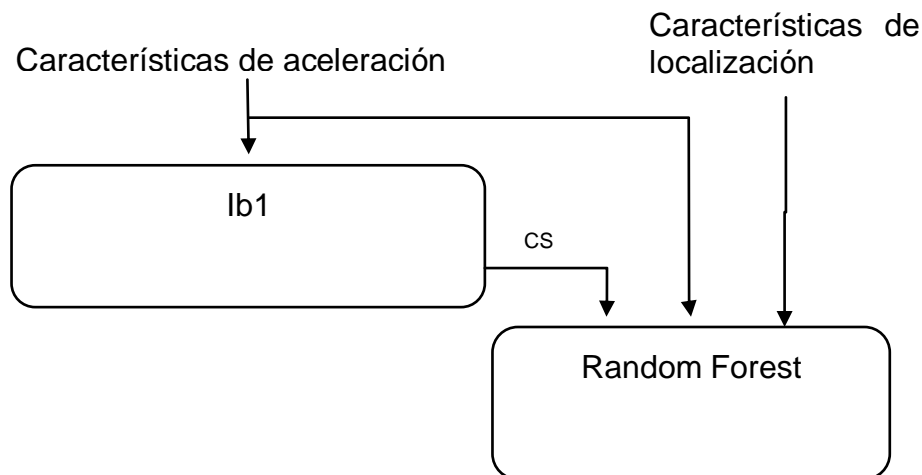 Características de aceleración
Características de
localización
Ib1
CS
Random Forest